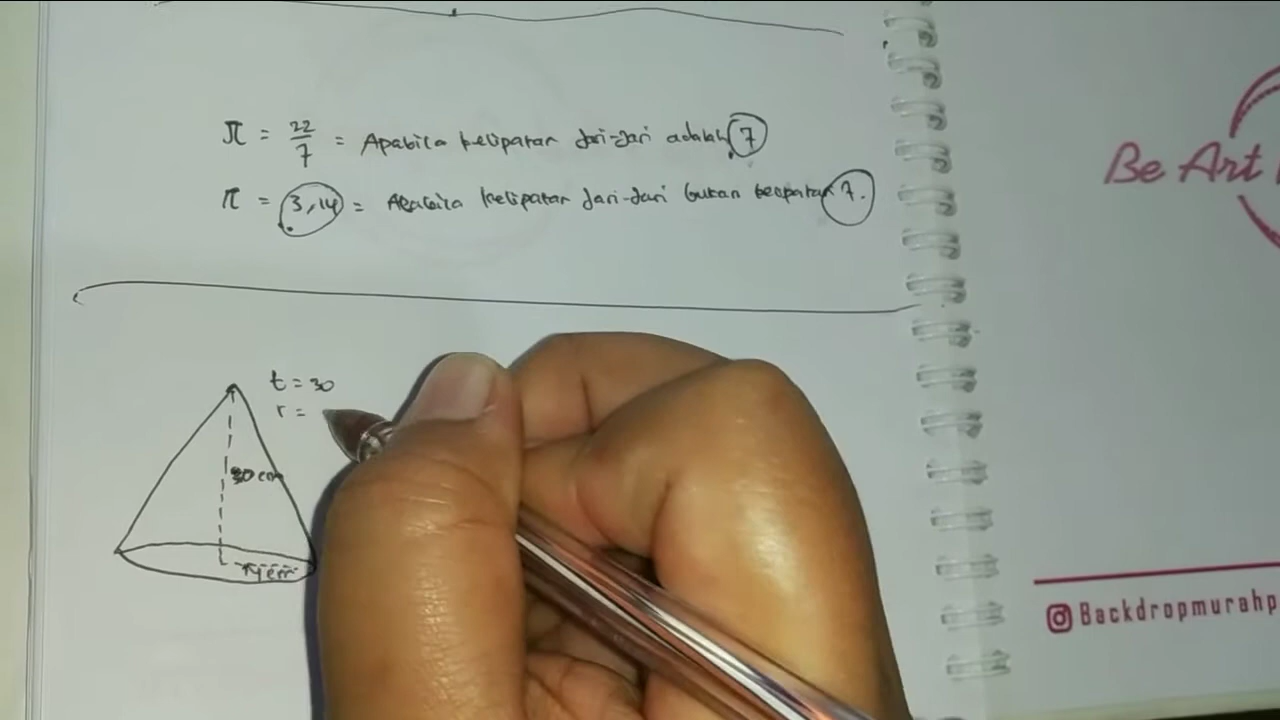 π = 22/7 = Apabila kelipatan Jari-Jari adalah 7
π = 3,14 = Apabila kelipatan Jari-Jari bukan 7.
t = 30
r =
30 cm
Be Art
Backdropmurahp